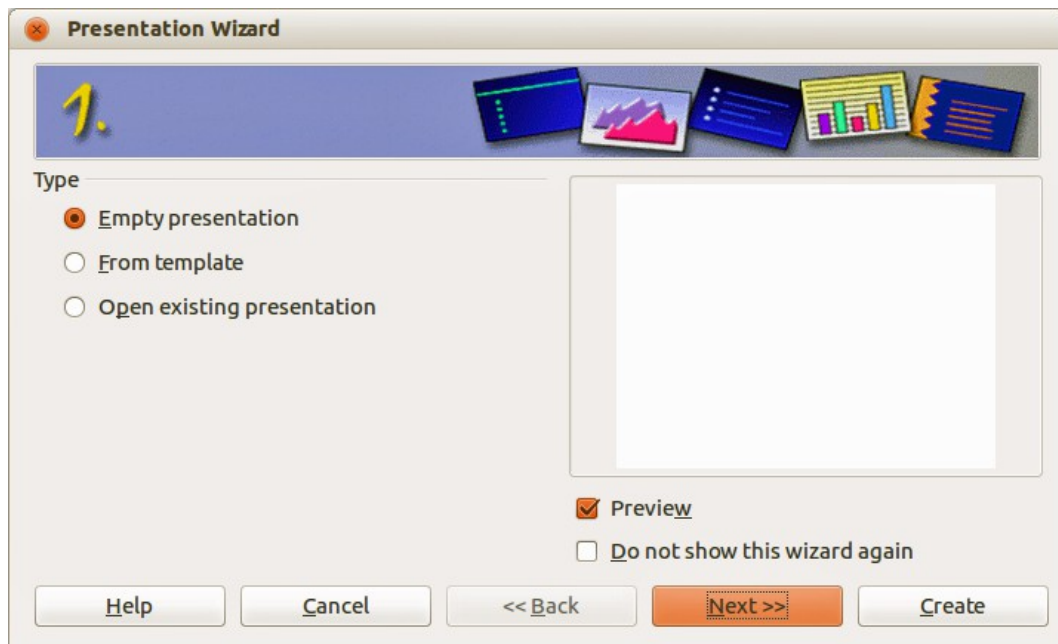 Presentation Wizard
1.
Type
Empty presentation
From template
Open existing presentation
Preview
Do not show this wizard again
Help Cancel << Back Next >> Create